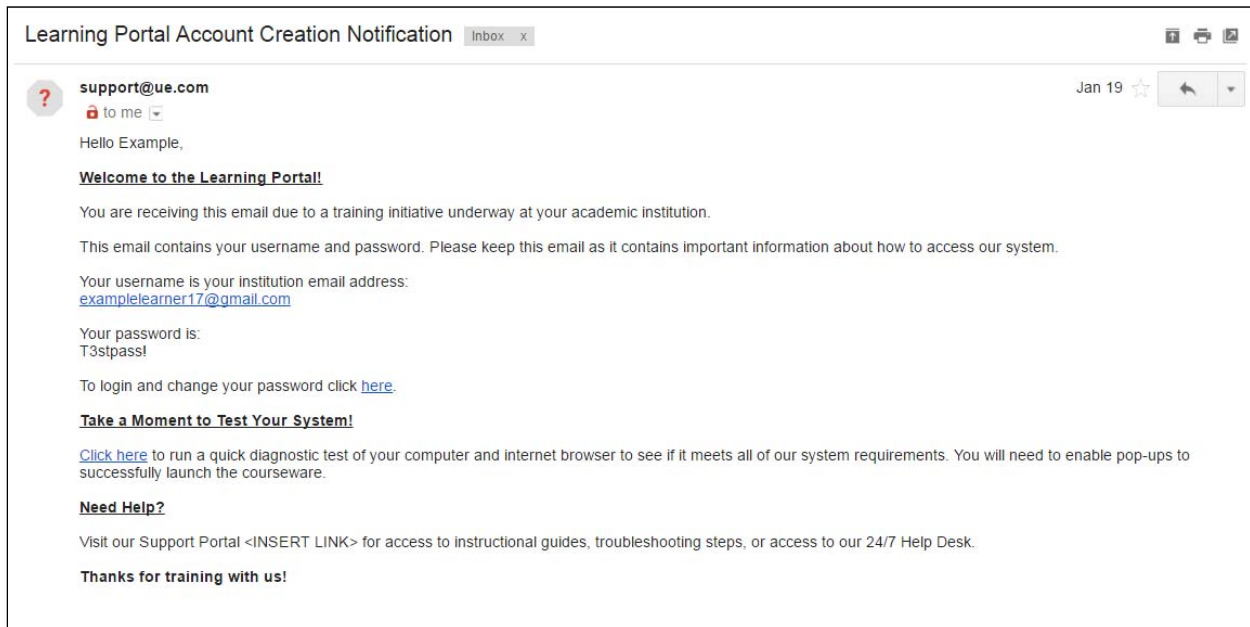 Learning Portal Account Creation Notification Inbox x
support@ue.com Jan 19
to me
Hello Example,
Welcome to the Learning Portal!
You are receiving this email due to a training initiative underway at your academic institution.
This email contains your username and password. Please keep this email as it contains important information about how to access our system.
Your username is your institution email address:
examplelearner17@gmail.com
Your password is:
T3stpass!
To login and change your password click here.
Take a Moment to Test Your System!
Click here to run a quick diagnostic test of your computer and internet browser to see if it meets all of our system requirements. You will need to enable pop-ups to
successfully launch the courseware.
Need Help?
Visit our Support Portal <INSERT LINK> for access to instructional guides, troubleshooting steps, or access to our 24/7 Help Desk.
Thanks for training with us!